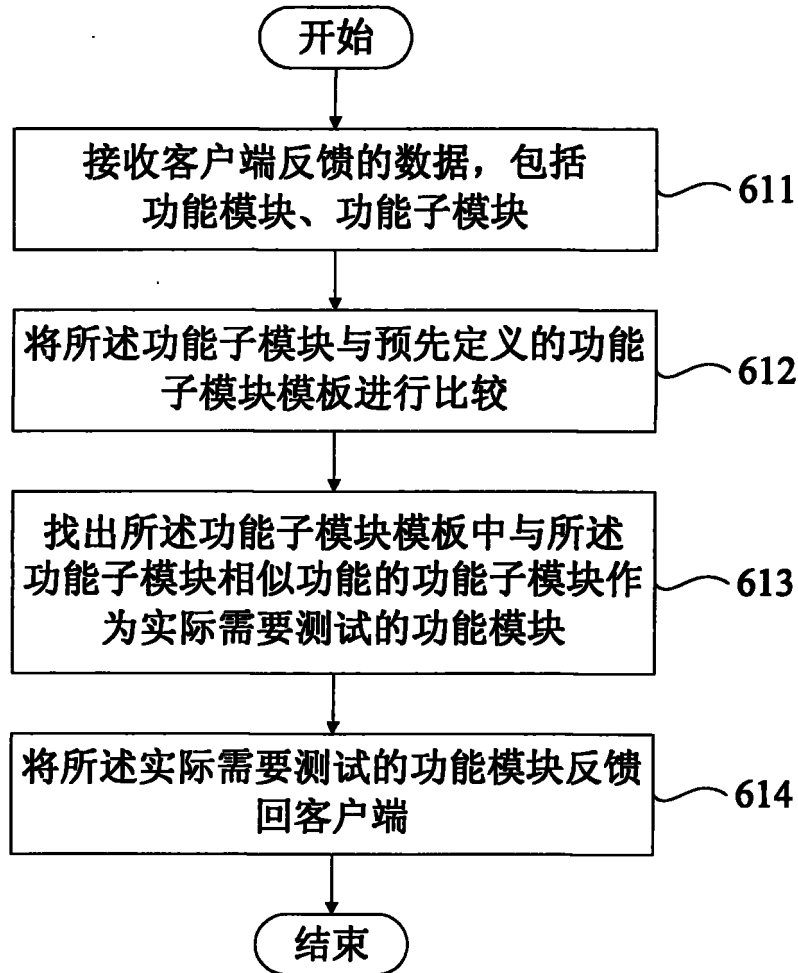 开始
接收客户端反馈的数据，包括
功能模块、功能子模块
611
将所述功能子模块与预先定义的功能
子模块模板进行比较
612
找出所述功能子模块模板中与所述
功能子模块相似功能的功能子模块作
为实际需要测试的功能模块
613
将所述实际需要测试的功能模块反馈
回客户端
614
结束